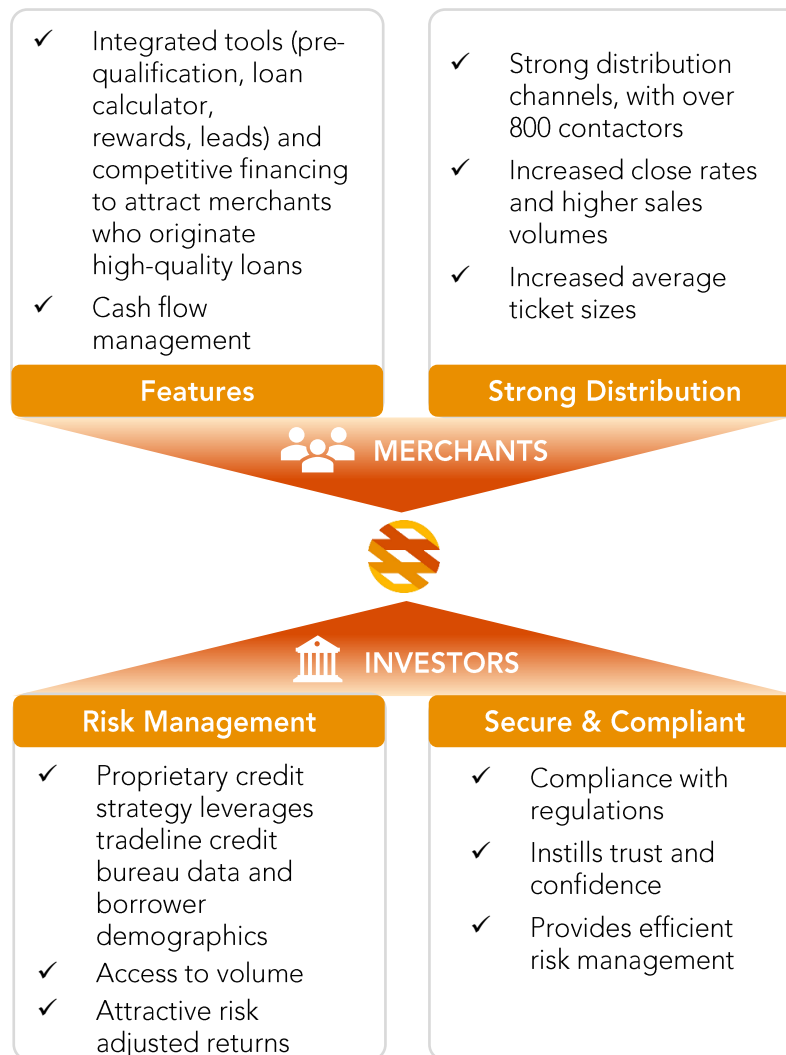 ✓ Integrated tools (pre-
qualification, loan
calculator,
rewards, leads) and
competitive financing
to attract merchants
who originate
high-quality loans
✓ Cash flow
management
Features
✓ Strong distribution
channels, with over
800 contactors
✓ Increased close rates
and higher sales
volumes
✓ Increased average
ticket sizes
Strong Distribution
MERCHANTS
INVESTORS
Risk Management
✓ Proprietary credit
strategy leverages
tradeline credit
bureau data and
borrower
demographics
✓ Access to volume
✓ Attractive risk
adjusted returns
Secure & Compliant
✓ Compliance with
regulations
✓ Instills trust and
confidence
✓ Provides efficient
risk management